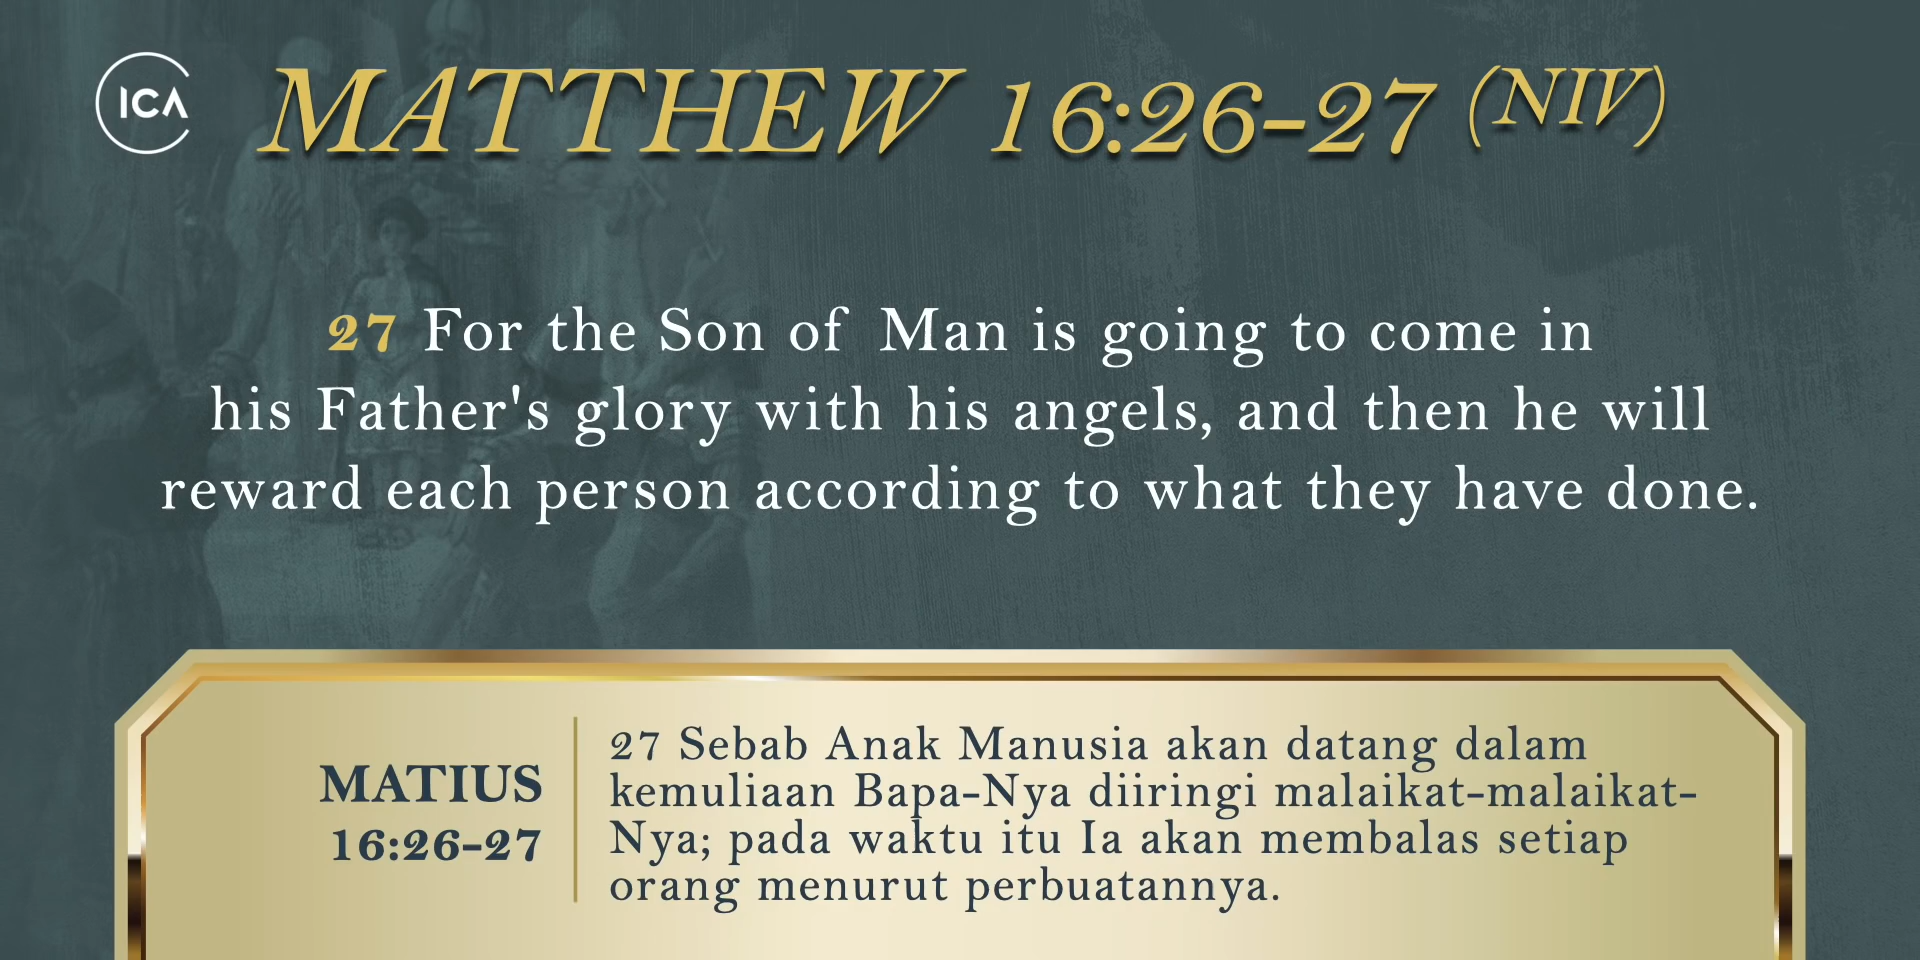 ICA
MATTHEW 16:26-27 (NIV)
27 For the Son of Man is going to come in
his Father's glory with his angels, and then he will
reward each person according to what they have done.
MATIUS
16:26-27
27 Sebab Anak Manusia akan datang dalam
kemuliaan Bapa-Nya diiringi malaikat-malaikat-
Nya; pada waktu itu Ia akan membalas setiap
orang menurut perbuatannya.